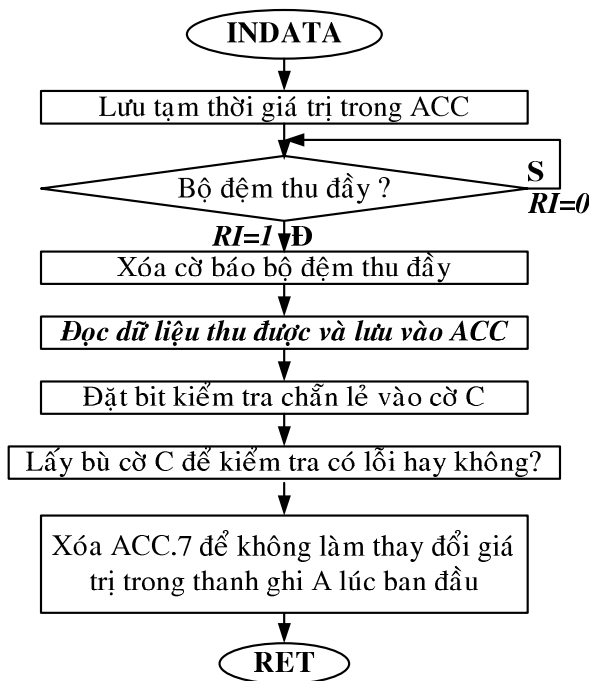 INDATA
Lưu tạm thời giá trị trong ACC
Bộ đệm thu đầy ?
S
RI=0
RI=1 Đ
Xóa cờ báo bộ đệm thu đầy
Đọc dữ liệu thu được và lưu vào ACC
Đặt bit kiểm tra chẵn lẻ vào cờ C
Lấy bù cờ C để kiểm tra có lỗi hay không?
Xóa ACC.7 để không làm thay đổi giá
trị trong thanh ghi A lúc ban đầu
RET